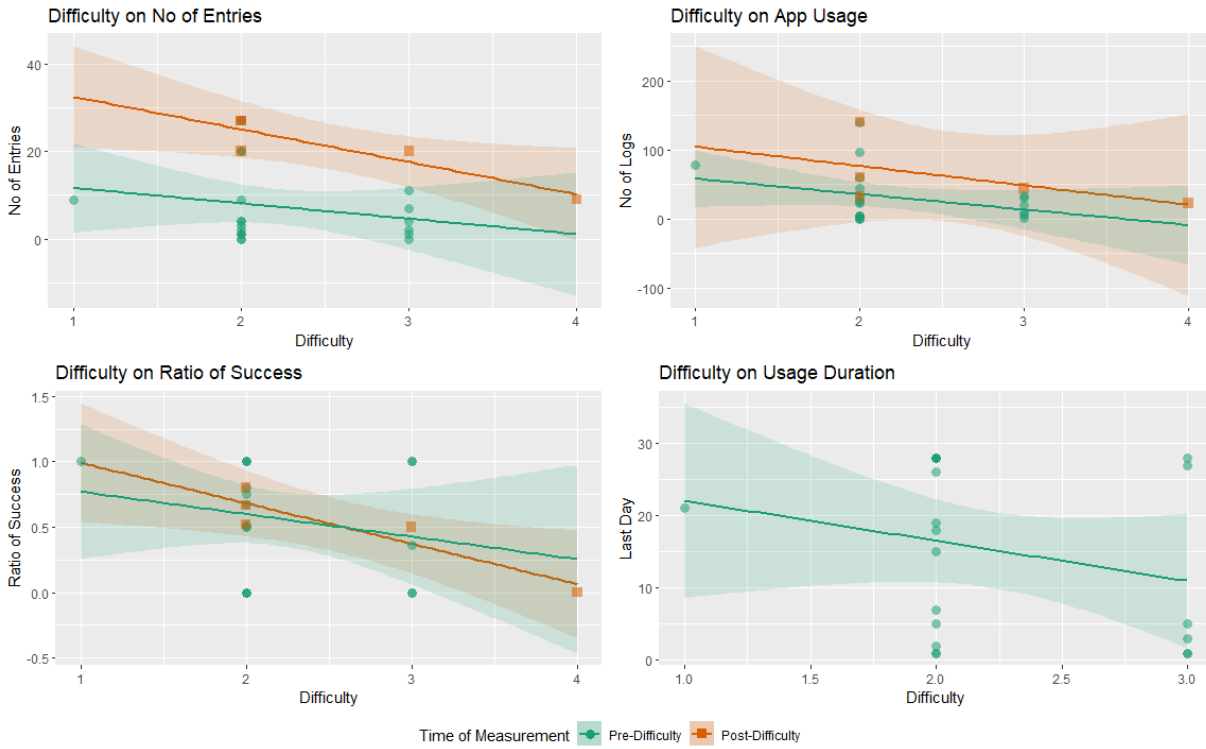 Difficulty on No of Entries
No of Entries
40
20
0
1
2
3
4
Difficulty
Difficulty on App Usage
No of Logs
200
100
0
-100
1
2
3
4
Difficulty
Difficulty on Ratio of Success
Ratio of Success
1.5
1.0
0.5
0.0
-0.5
1
2
3
4
Difficulty
Difficulty on Usage Duration
Last Day
30
20
10
0
1.0
1.5
2.0
2.5
3.0
Difficulty
Time of Measurement
Pre-Difficulty
Post-Difficulty